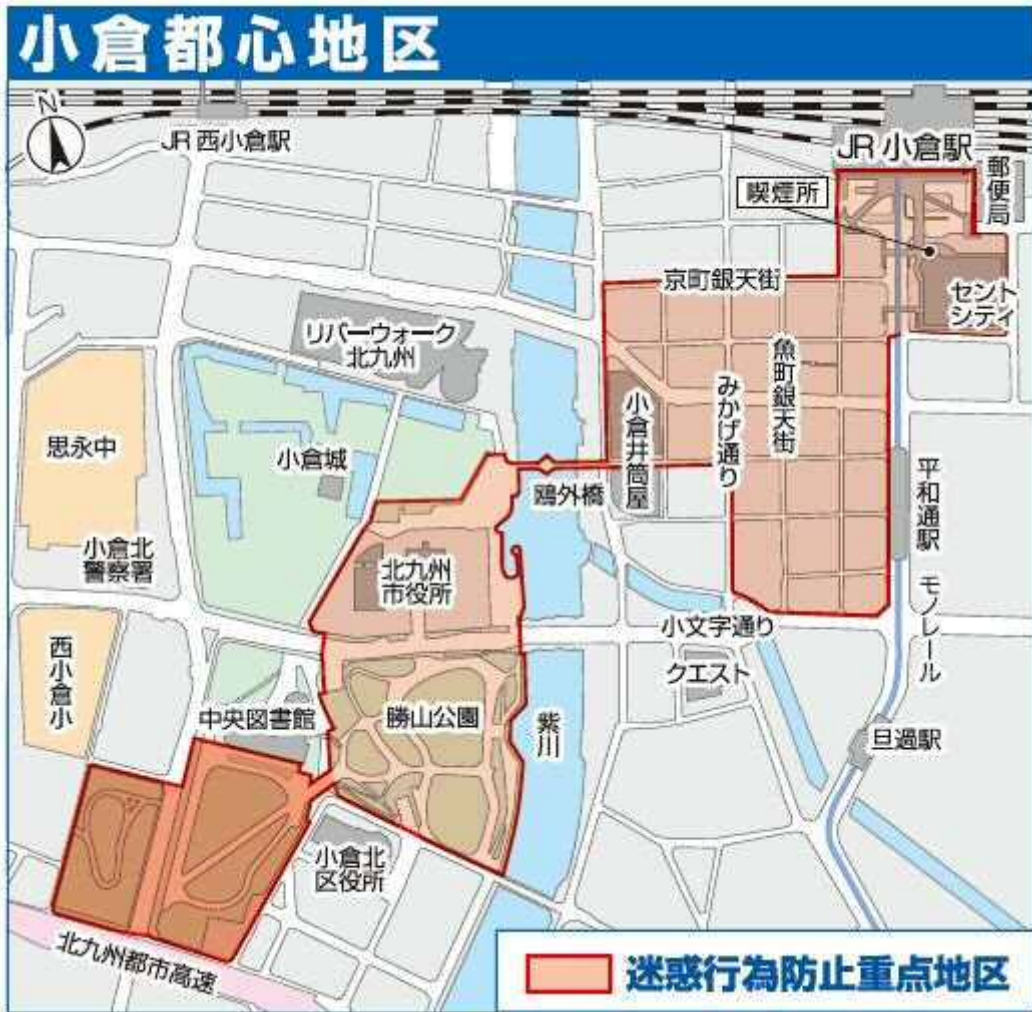 小倉都心地区
N
JR 西小倉駅
JR 小倉駅
郵便局
喫煙所
京町銀天街
セント
シティ
リバーウォーク
北九州
魚町銀天街
みかげ通り
小倉井筒屋
思永中
小倉城
鴎外橋
平和通駅
モノレール
小倉北
警察署
北九州
市役所
小文字通り
クエスト
西小倉小
中央図書館
勝山公園
紫川
旦過駅
小倉北
区役所
北九州都市高速
迷惑行為防止重点地区